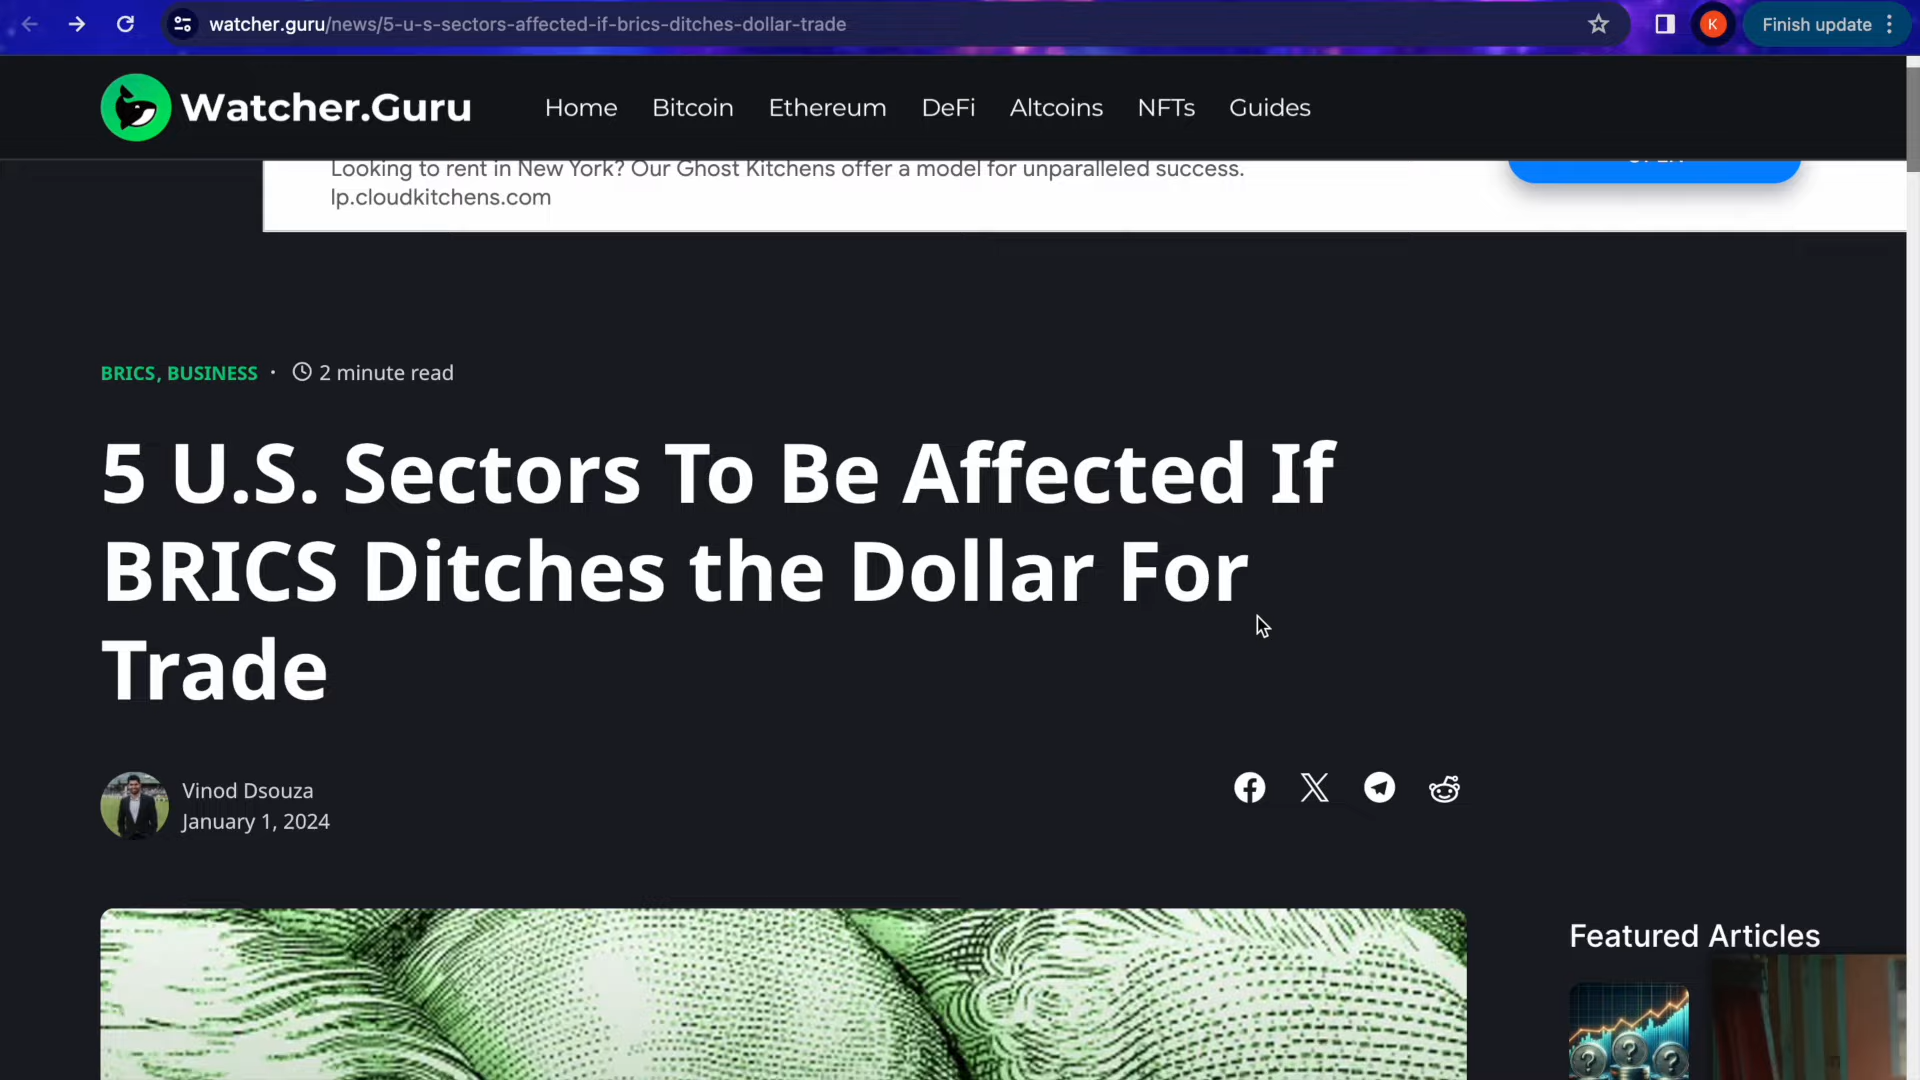 watcher.guru/news/5-u-s-sectors-affected-if-brics-ditches-dollar-trade
K
Finish update
Watcher.Guru
Home
Bitcoin
Ethereum
DeFi
Altcoins
NFTs
Guides
Looking to rent in New York? Our Ghost Kitchens offer a model for unparalleled success.
lp.cloudkitchens.com
BRICS, BUSINESS · 2 minute read
5 U.S. Sectors To Be Affected If
BRICS Ditches the Dollar For
Trade
Vinod Dsouza
January 1, 2024
Featured Articles
? ? ?